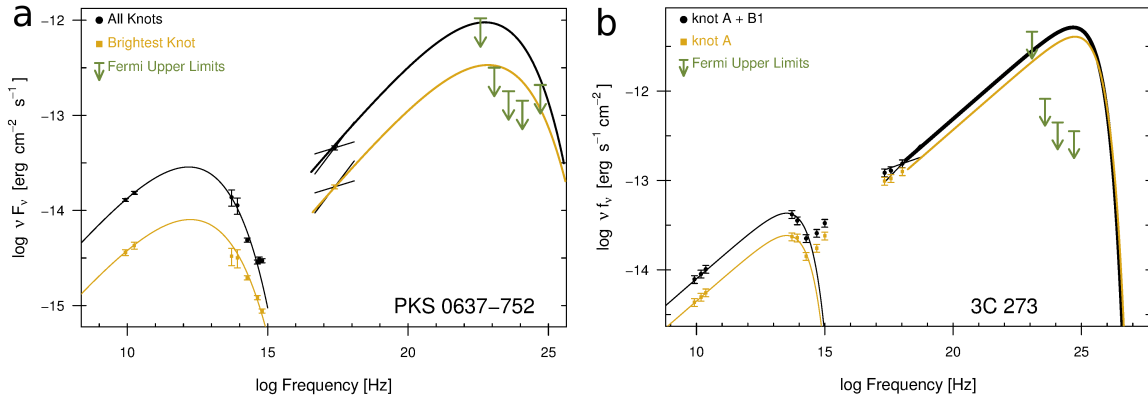 a
All Knots
Brightest Knot
Fermi Upper Limits
-12
-13
-14
-15
log ν Fν [erg cm−2 s−1]
PKS 0637−752
10
15
20
25
log Frequency [Hz]
b
knot A + B1
knot A
Fermi Upper Limits
-12
-13
-14
log ν fν [erg s−1 cm−2]
3C 273
10
15
20
25
log Frequency [Hz]